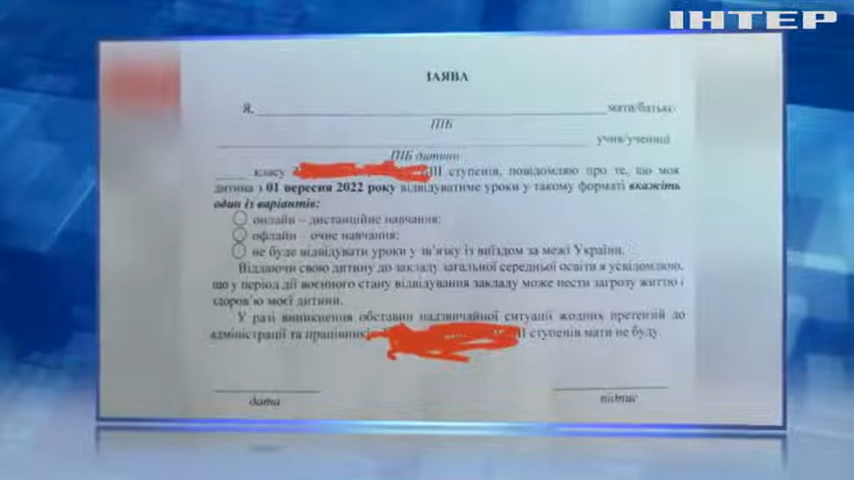 ІНТЕР
ЗАЯВА
Я, мати/батько
ПІБ
учня/учениці
ПІБ дитини
класу ІІІ ступенів, повідомляю про те, що моя
дитина з 01 вересня 2022 року відвідуватиме уроки у такому форматі вкажіть
один із варіантів:
онлайн – дистанційне навчання;
офлайн – очне навчання;
не буде відвідувати уроки у зв'язку із виїздом за межі України.
Віддаючи свою дитину до закладу загальної середньої освіти я усвідомлюю,
що у період дії воєнного стану відвідування закладу може нести загрозу життю і
здоров'ю моєї дитини.
У разі виникнення обставин надзвичайної ситуації жодних претензій до
адміністрації та працівників ступенів мати не буду.
дата підпис